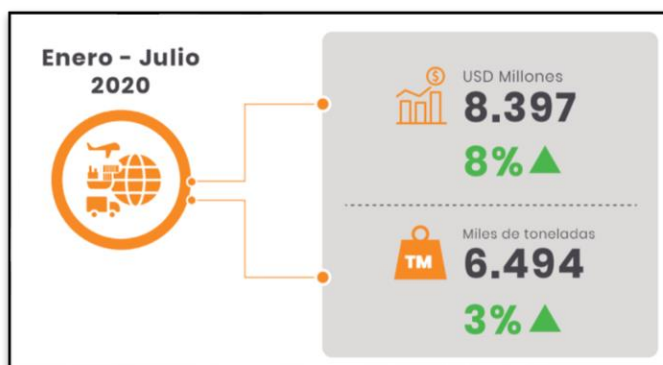 Enero - Julio
2020
USD Millones
8.397
8%
TM
Miles de toneladas
6.494
3%